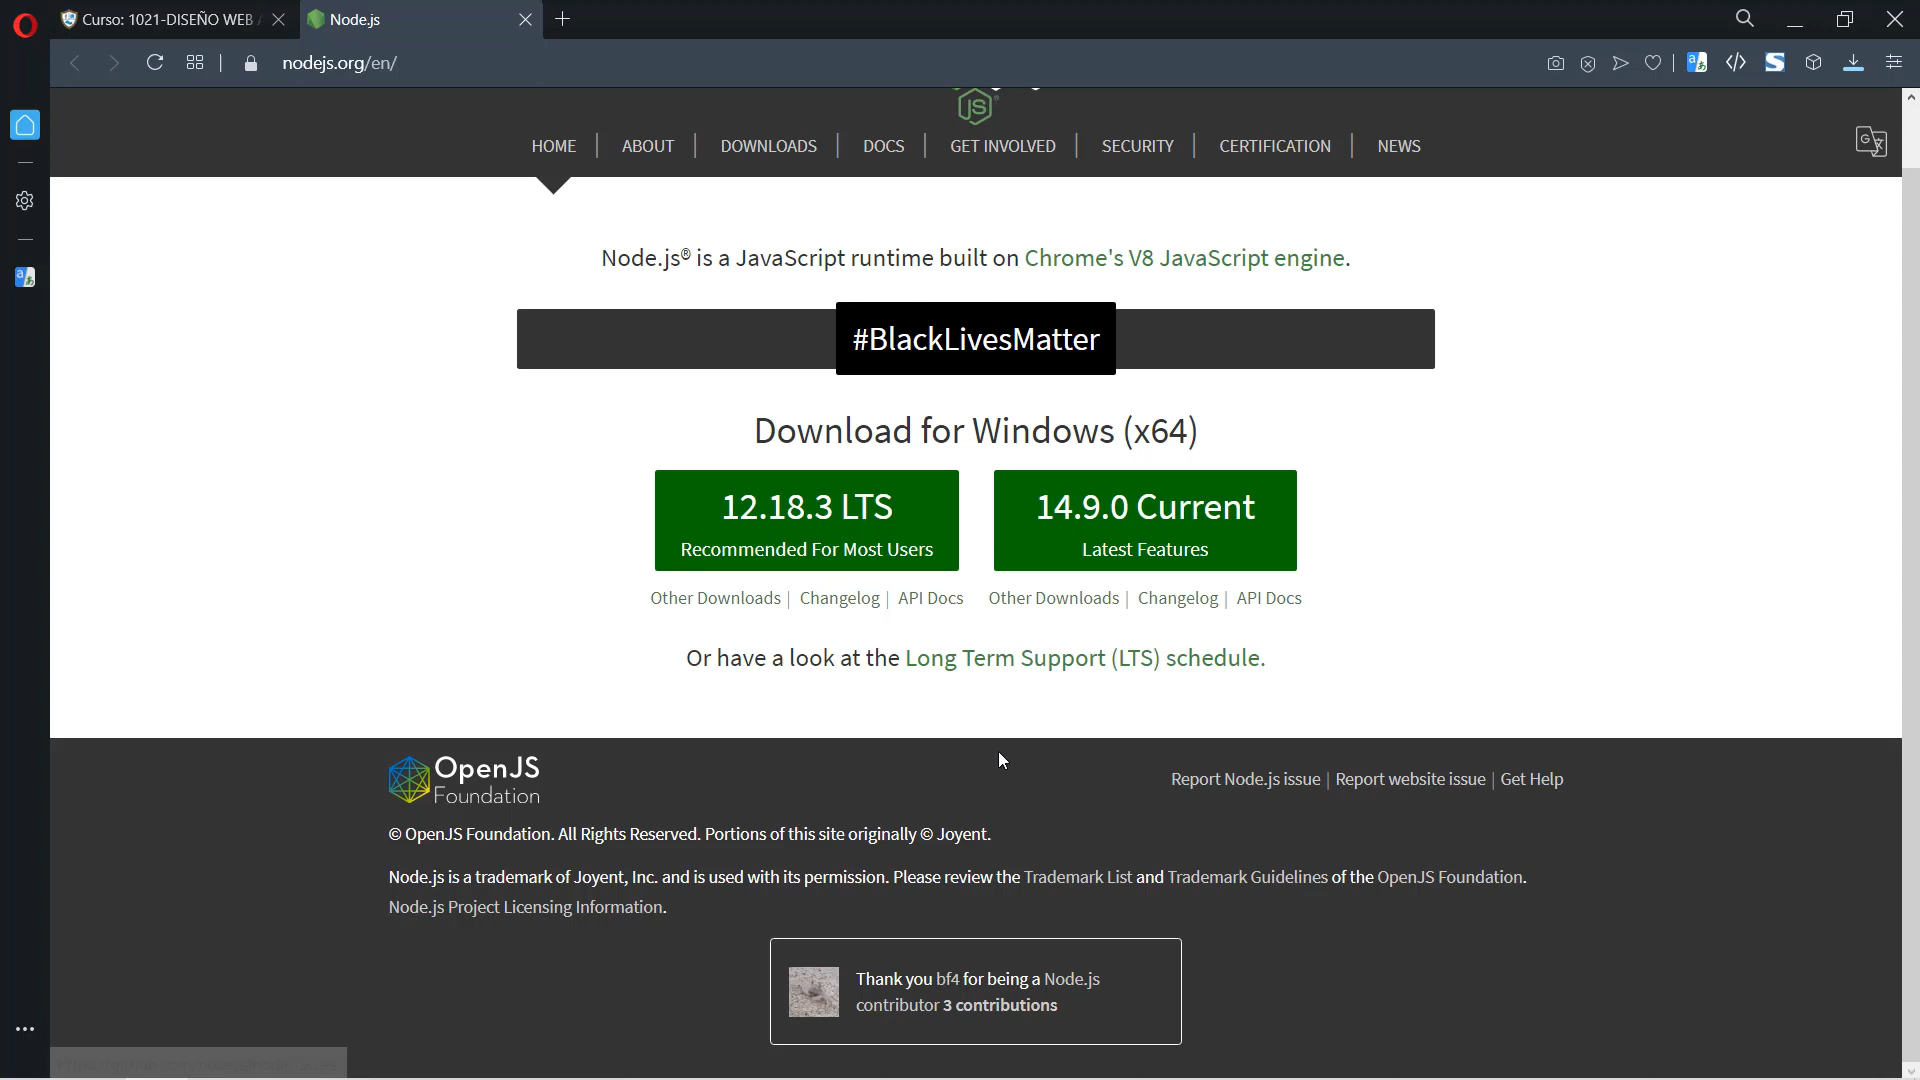 Curso: 1021-DISEÑO WEB
Node.js
nodejs.org/en/
JS
HOME
ABOUT
DOWNLOADS
DOCS
GET INVOLVED
SECURITY
CERTIFICATION
NEWS
Node.js® is a JavaScript runtime built on Chrome's V8 JavaScript engine.
#BlackLivesMatter
Download for Windows (x64)
12.18.3 LTS
Recommended For Most Users
14.9.0 Current
Latest Features
Other Downloads | Changelog | API Docs
Other Downloads | Changelog | API Docs
Or have a look at the Long Term Support (LTS) schedule.
OpenJS
Foundation
Report Node.js issue | Report website issue | Get Help
© OpenJS Foundation. All Rights Reserved. Portions of this site originally © Joyent.
Node.js is a trademark of Joyent, Inc. and is used with its permission. Please review the Trademark List and Trademark Guidelines of the OpenJS Foundation.
Node.js Project Licensing Information.
Thank you bf4 for being a Node.js
contributor 3 contributions